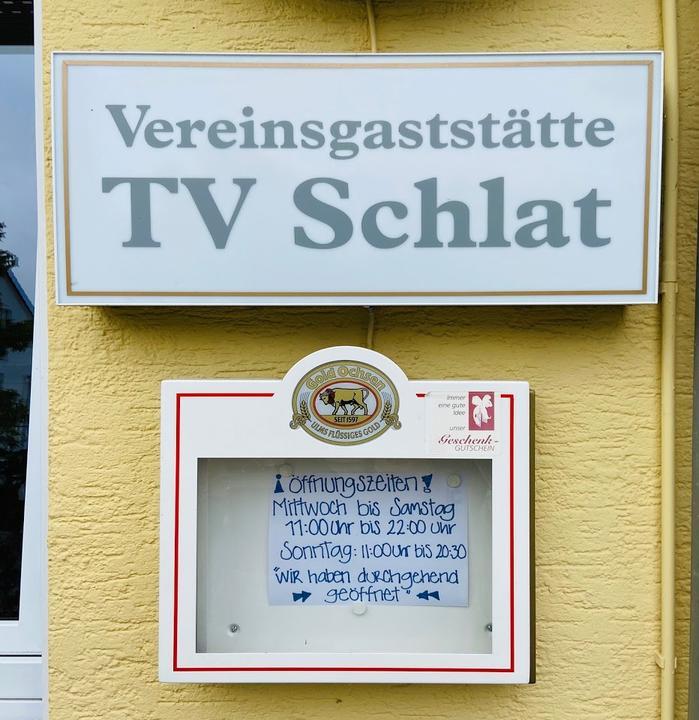 Vereinsgaststätte
TV Schlat
Gold Ochsen
SEIT 1597
ULMS FLÜSSIGES GOLD
Immer
eine gute
Idee
unser
Geschenk-
GUTSCHEIN
! Öffnungszeiten !
Mittwoch bis Samstag
11:00 Uhr bis 22:00 Uhr
Sonntag: 11:00 Uhr bis 20:30
"Wir haben durchgehend
geöffnet"